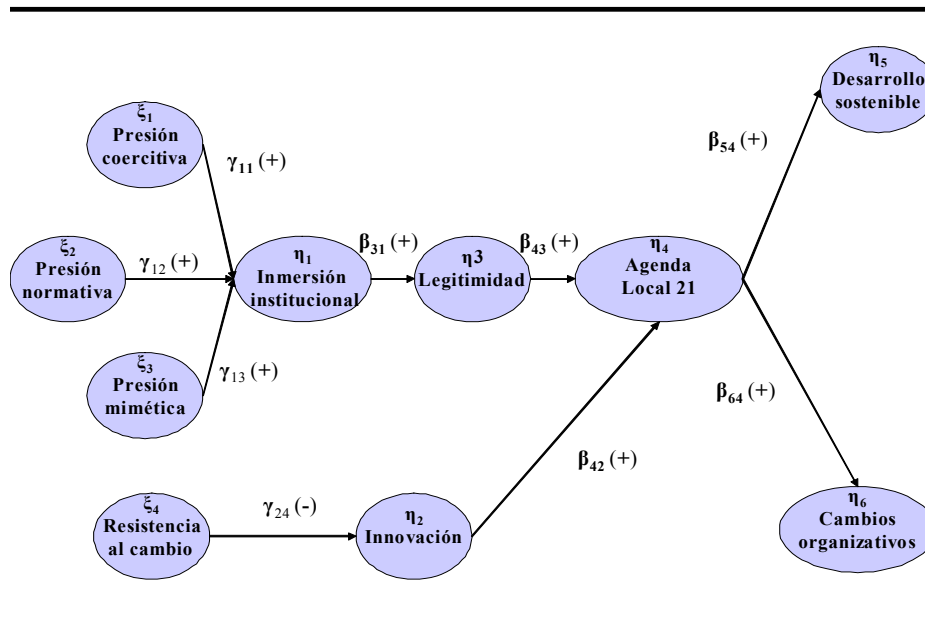 ξ₁
Presión
coercitiva
γ₁₁ (+)
ξ₂
Presión
normativa
γ₁₂ (+)
ξ₃
Presión
mimética
γ₁₃ (+)
η₁
Inmersión
institucional
β₃₁ (+)
η3
Legitimidad
β₄₃ (+)
η₄
Agenda
Local 21
β₅₄ (+)
η₅
Desarrollo
sostenible
β₆₄ (+)
η₆
Cambios
organizativos
ξ₄
Resistencia
al cambio
γ₂₄ (-)
η₂
Innovación
β₄₂ (+)